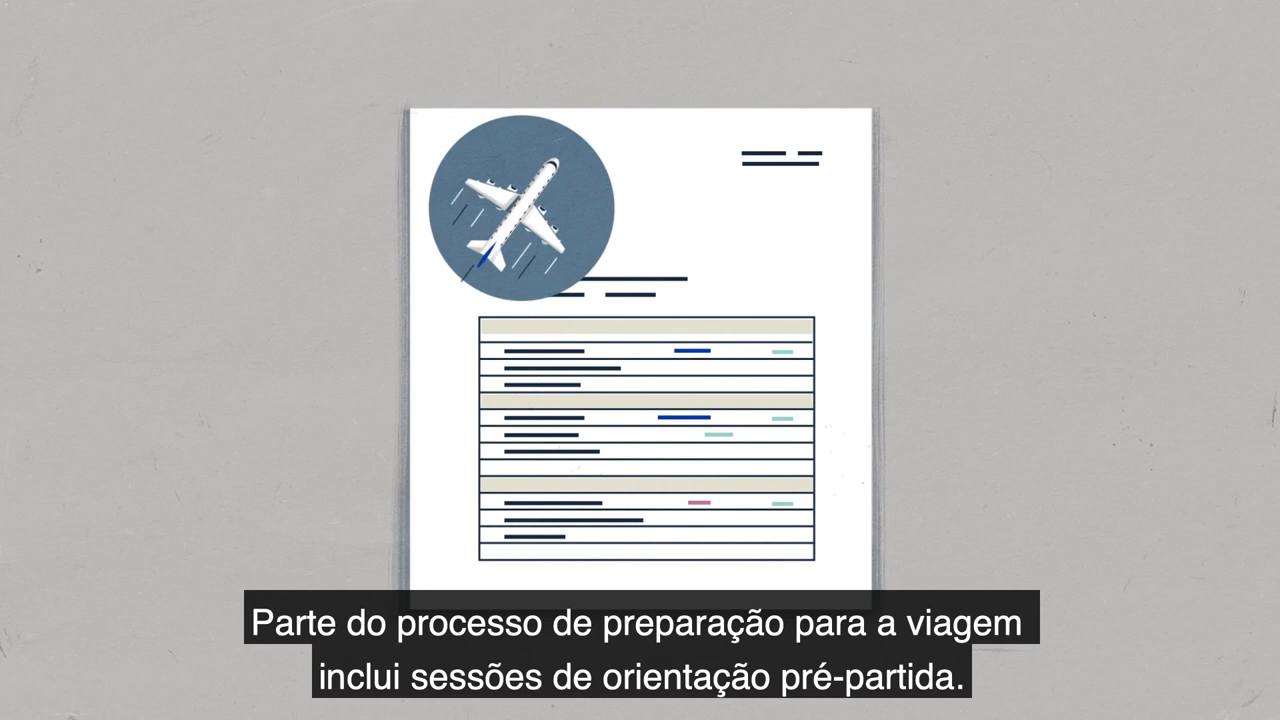 Parte do processo de preparação para a viagem
inclui sessões de orientação pré-partida.